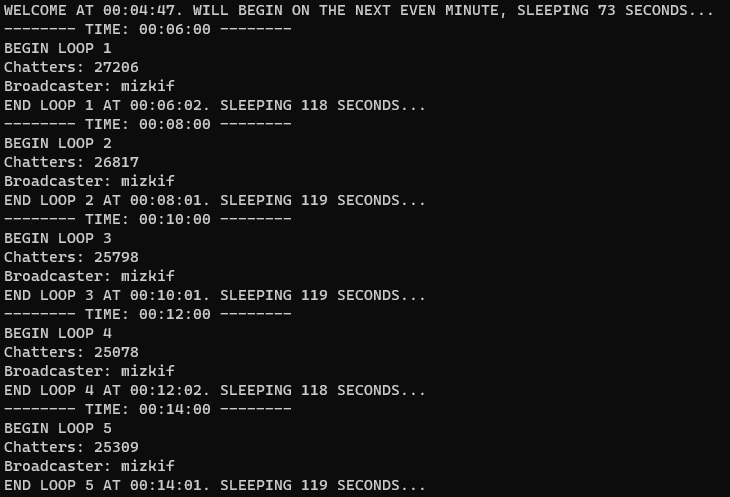 WELCOME AT 00:04:47. WILL BEGIN ON THE NEXT EVEN MINUTE, SLEEPING 73 SECONDS...
-------- TIME: 00:06:00 --------
BEGIN LOOP 1
Chatters: 27206
Broadcaster: mizkif
END LOOP 1 AT 00:06:02. SLEEPING 118 SECONDS...
-------- TIME: 00:08:00 --------
BEGIN LOOP 2
Chatters: 26817
Broadcaster: mizkif
END LOOP 2 AT 00:08:01. SLEEPING 119 SECONDS...
-------- TIME: 00:10:00 --------
BEGIN LOOP 3
Chatters: 25798
Broadcaster: mizkif
END LOOP 3 AT 00:10:01. SLEEPING 119 SECONDS...
-------- TIME: 00:12:00 --------
BEGIN LOOP 4
Chatters: 25078
Broadcaster: mizkif
END LOOP 4 AT 00:12:02. SLEEPING 118 SECONDS...
-------- TIME: 00:14:00 --------
BEGIN LOOP 5
Chatters: 25309
Broadcaster: mizkif
END LOOP 5 AT 00:14:01. SLEEPING 119 SECONDS...